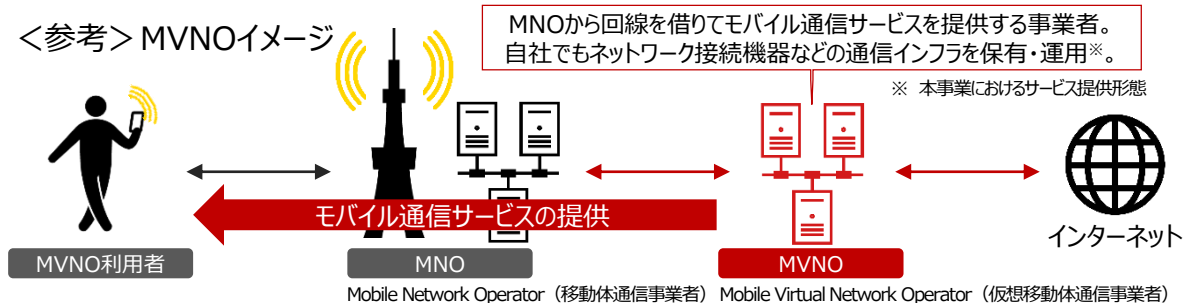 ＜参考＞MVNOイメージ
MNOから回線を借りてモバイル通信サービスを提供する事業者。
自社でもネットワーク接続機器などの通信インフラを保有・運用※。
※ 本事業におけるサービス提供形態
モバイル通信サービスの提供
インターネット
MVNO利用者
MNO
MVNO
Mobile Network Operator（移動体通信事業者）
Mobile Virtual Network Operator（仮想移動体通信事業者）